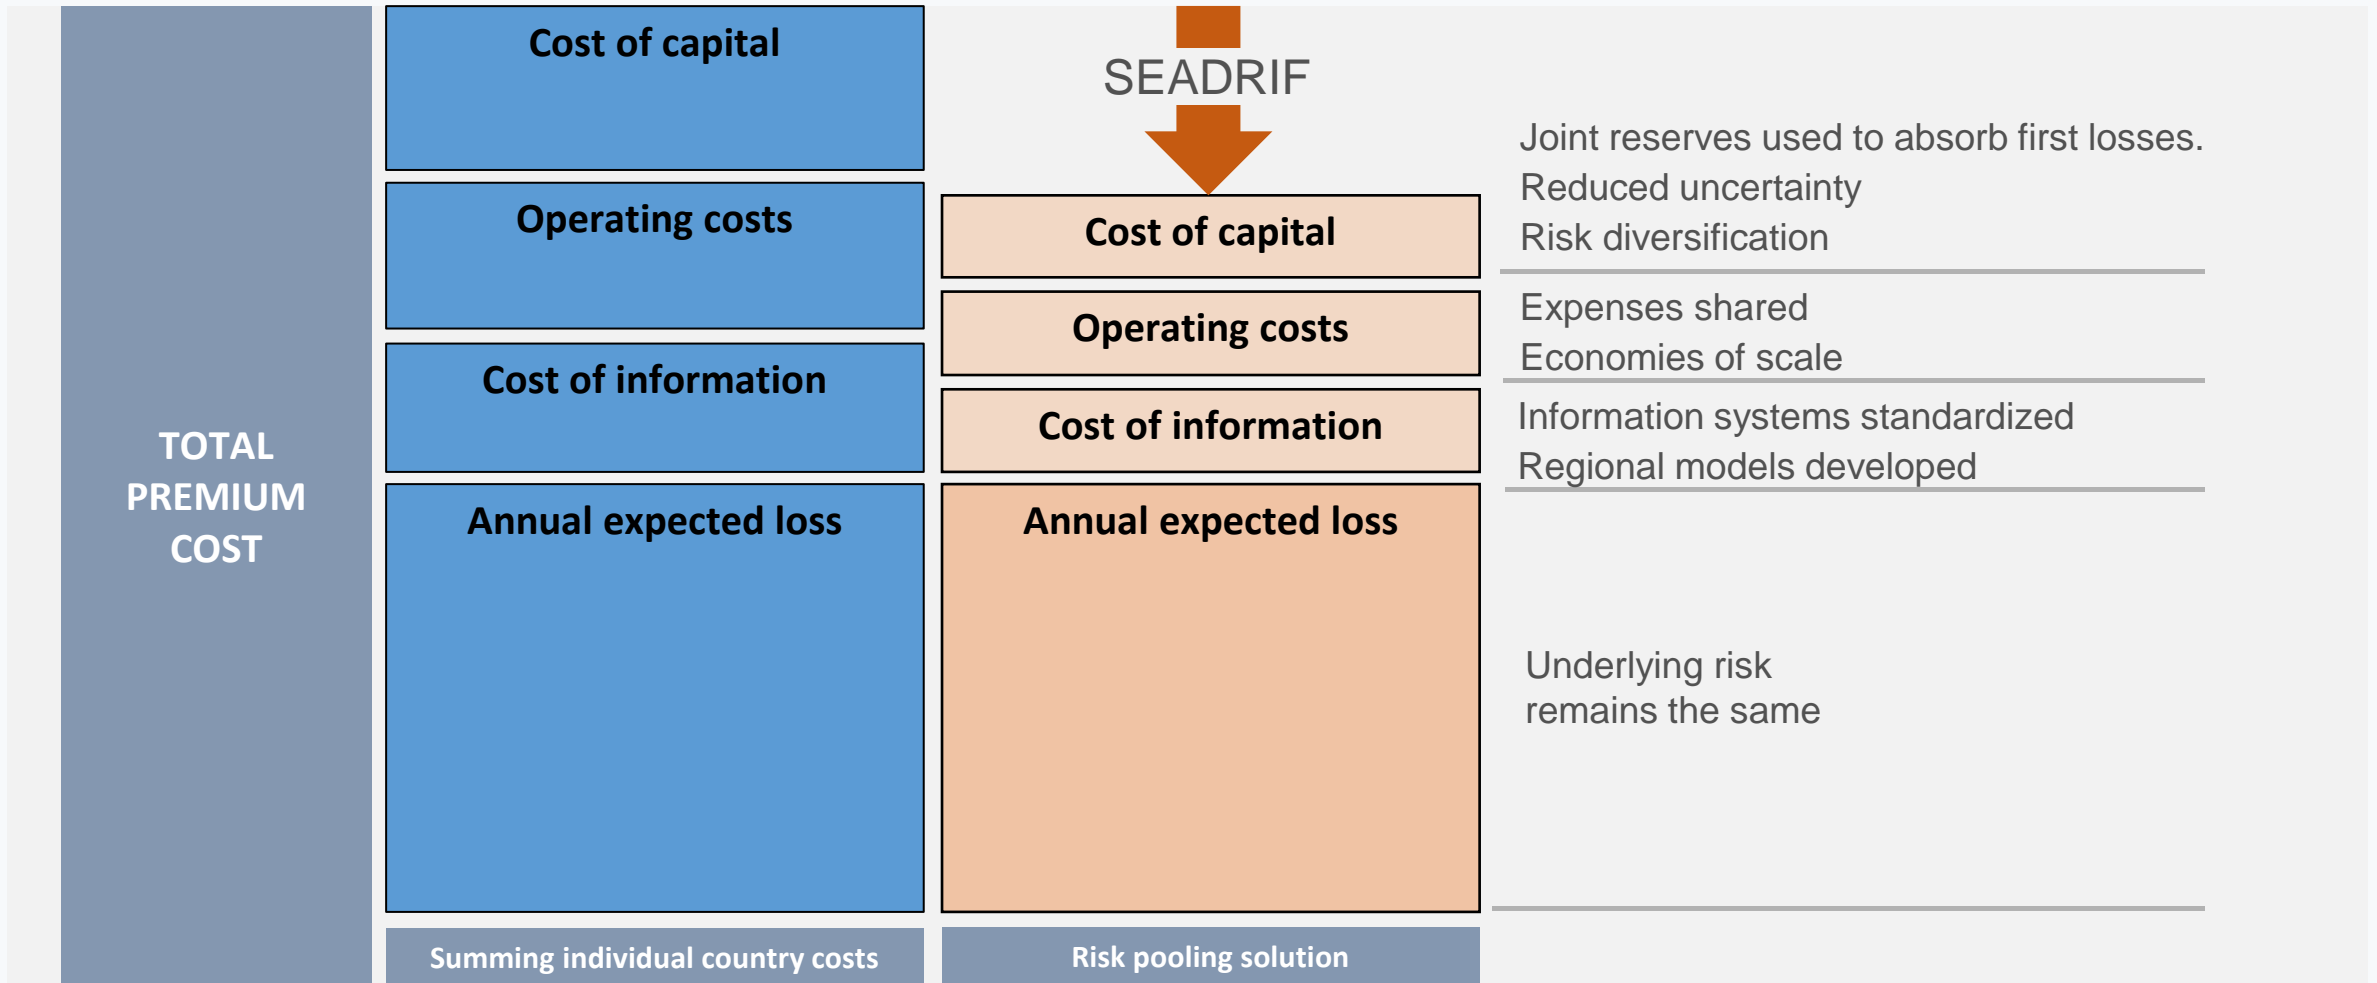 TOTAL
PREMIUM
COST
Cost of capital
Operating costs
Cost of information
Annual expected loss
Summing individual country costs
SEADRIF
Cost of capital
Operating costs
Cost of information
Annual expected loss
Risk pooling solution
Joint reserves used to absorb first losses.
Reduced uncertainty
Risk diversification
Expenses shared
Economies of scale
Information systems standardized
Regional models developed
Underlying risk
remains the same